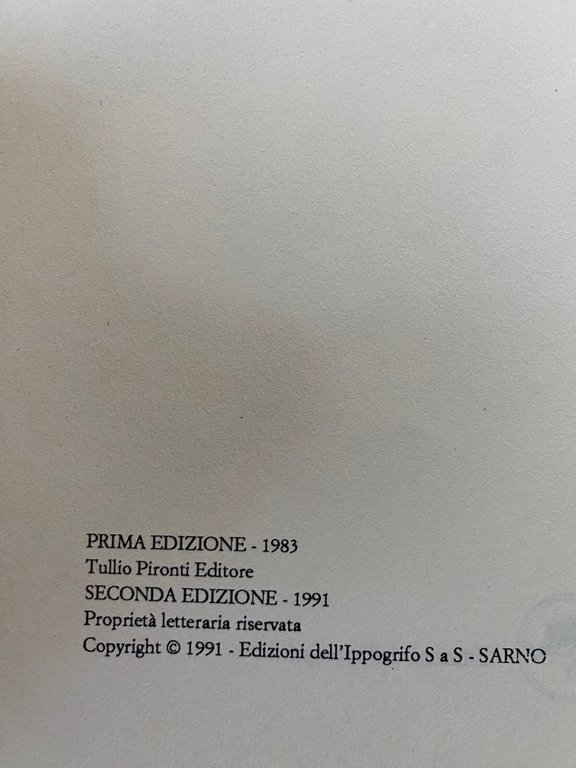 PRIMA EDIZIONE - 1983
Tullio Pironti Editore
SECONDA EDIZIONE - 1991
Proprietà letteraria riservata
Copyright © 1991 - Edizioni dell'Ippogrifo S a S - SARNO